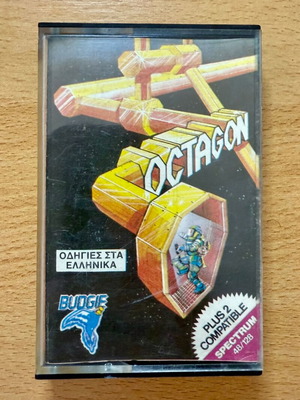 OCTAGON
ΟΔΗΓΙΕΣ ΣΤΑ
ΕΛΛΗΝΙΚΑ
BUDGIE
PLUS 2
COMPATIBLE
SPECTRUM
48/128